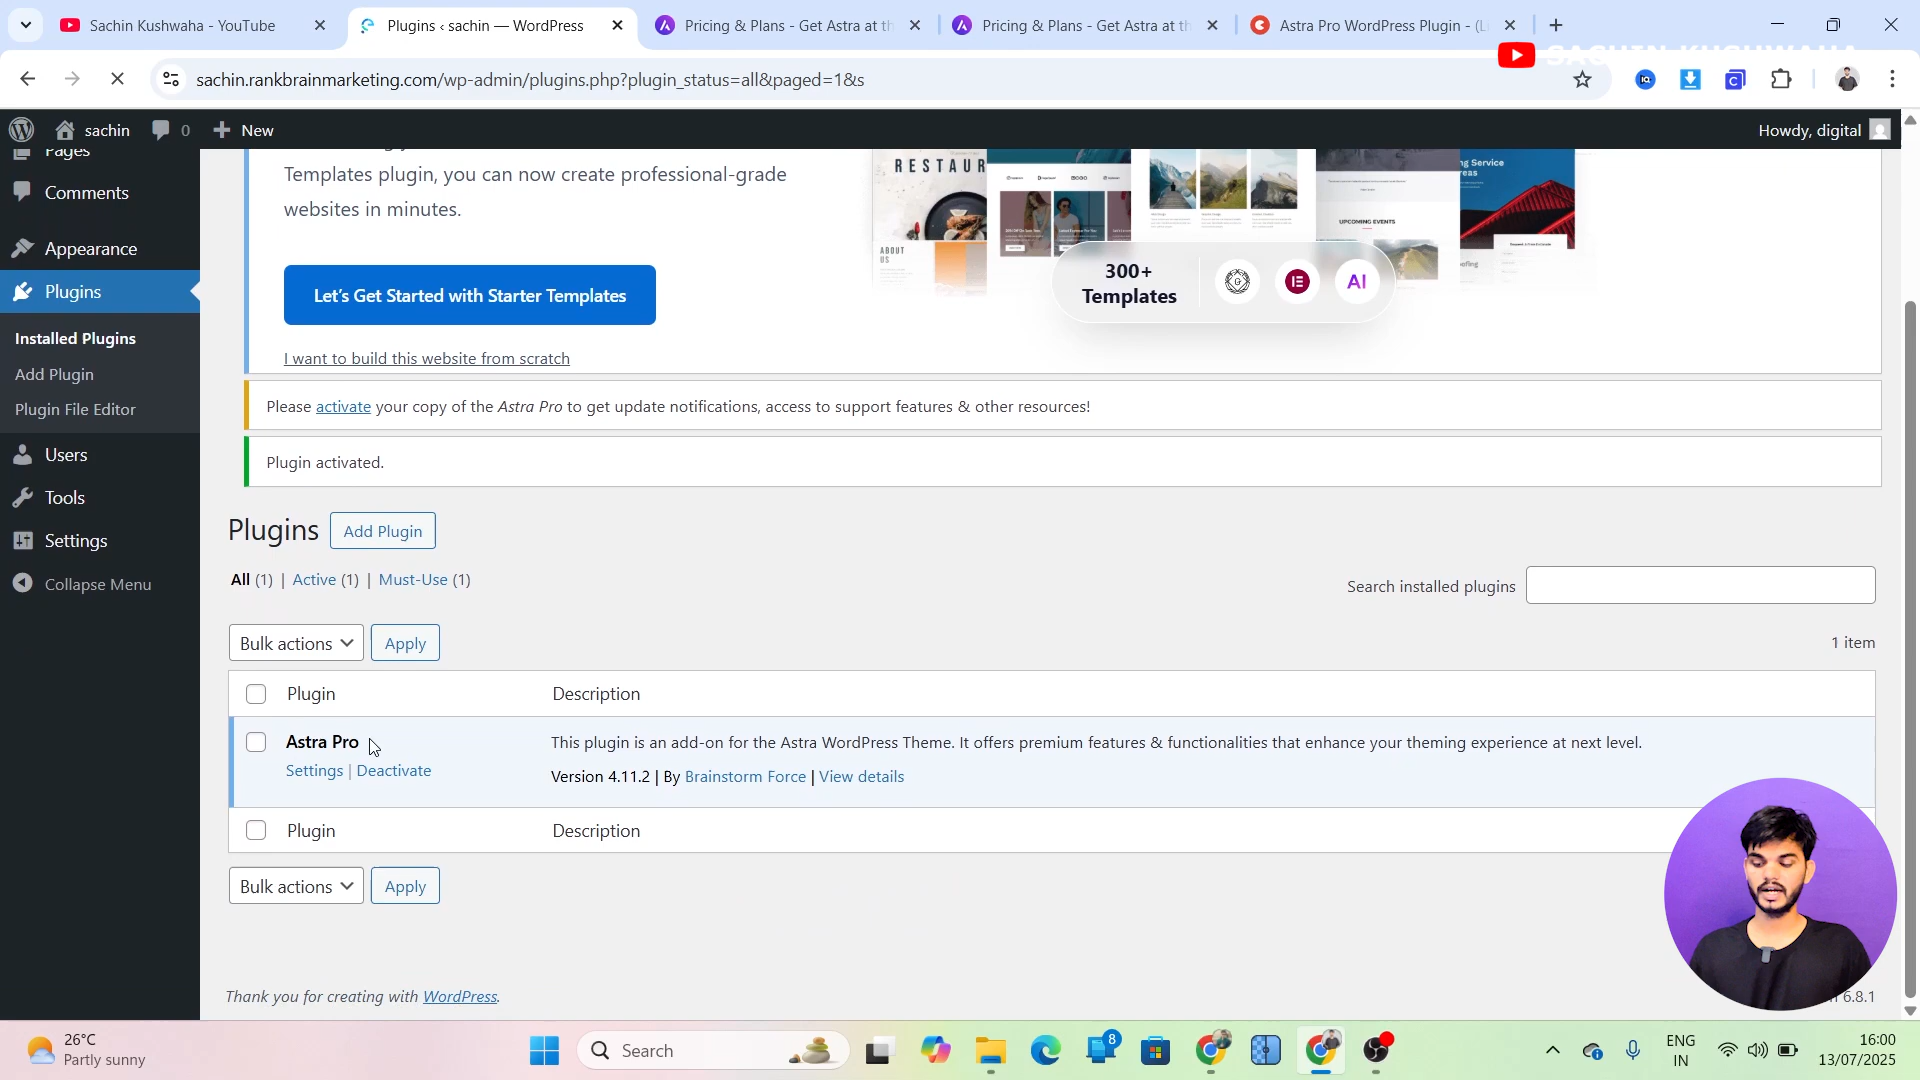 Sachin Kushwaha - YouTube
Plugins ‹ sachin — WordPress
Pricing & Plans - Get Astra at th
Pricing & Plans - Get Astra at th
Astra Pro WordPress Plugin - (Li
SACHIN KUSHWAHA
sachin.rankbrainmarketing.com/wp-admin/plugins.php?plugin_status=all&paged=1&s
sachin
0
New
Howdy, digital
Pages
Comments
Appearance
Plugins
Installed Plugins
Add Plugin
Plugin File Editor
Users
Tools
Settings
Collapse Menu
Templates plugin, you can now create professional-grade
websites in minutes.
Let's Get Started with Starter Templates
I want to build this website from scratch
RESTAUR
ABOUT
US
UPCOMING EVENTS
300+
Templates
AI
Please activate your copy of the Astra Pro to get update notifications, access to support features & other resources!
Plugin activated.
Plugins
Add Plugin
All (1) | Active (1) | Must-Use (1)
Search installed plugins
Bulk actions
Apply
1 item
Plugin
Description
Astra Pro
This plugin is an add-on for the Astra WordPress Theme. It offers premium features & functionalities that enhance your theming experience at next level.
Settings | Deactivate
Version 4.11.2 | By Brainstorm Force | View details
Plugin
Description
Bulk actions
Apply
Thank you for creating with WordPress.
6.8.1
26°C
Partly sunny
Search
8
ENG
IN
16:00
13/07/2025